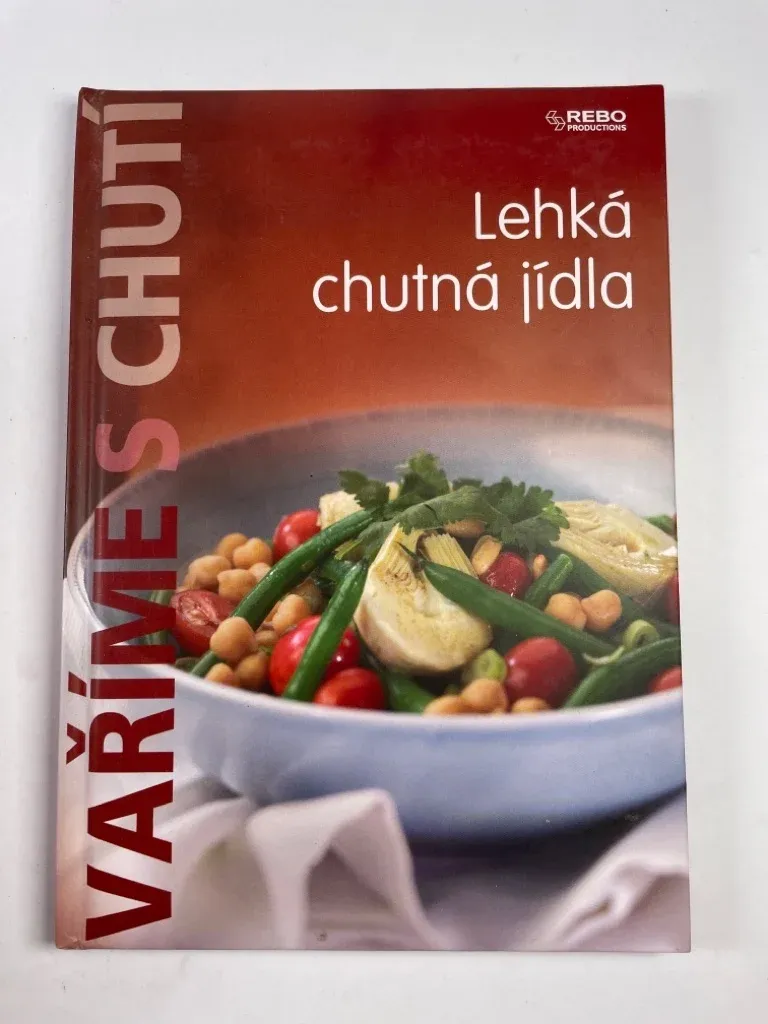 REBO
PRODUCTIONS
Lehká
chutná jídla
VAŘÍME S CHUTÍ